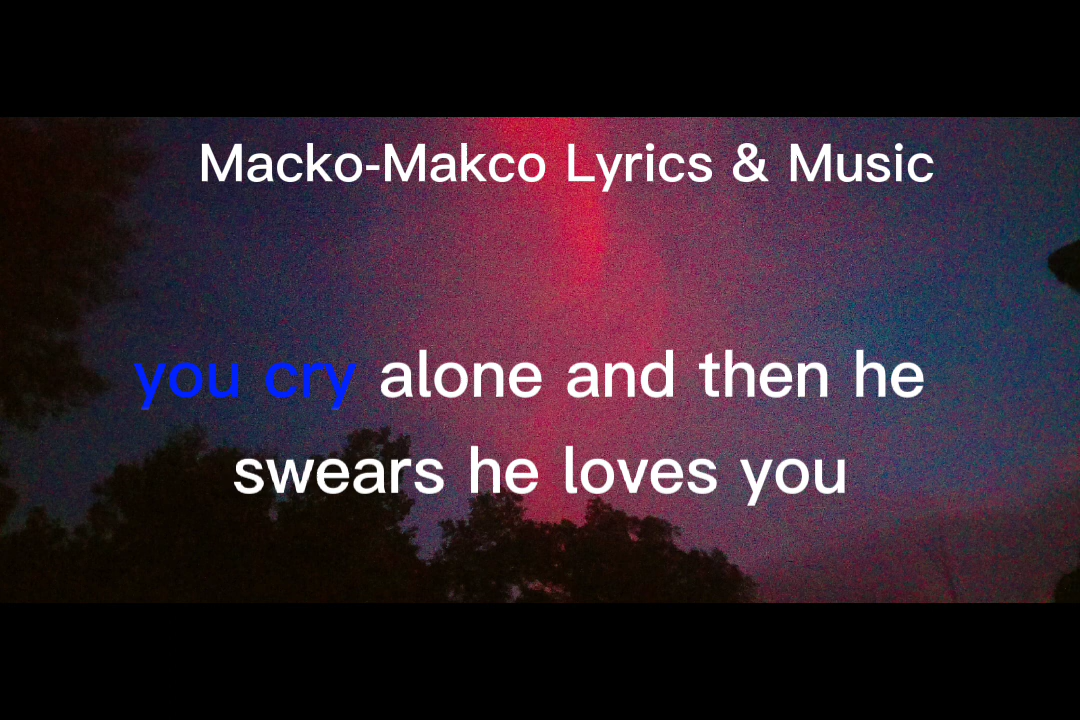 Macko-Makco Lyrics & Music
you cry alone and then he
swears he loves you